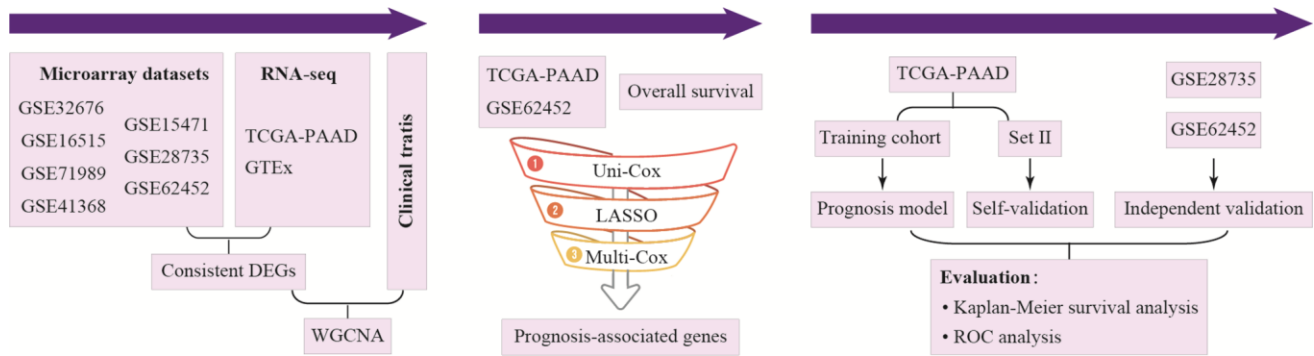 Microarray datasets
GSE32676
GSE16515
GSE71989
GSE41368
GSE15471
GSE28735
GSE62452
RNA-seq
TCGA-PAAD
GTEx
Clinical tratis
Consistent DEGs
WGCNA
TCGA-PAAD
GSE62452
Overall survival
1
Uni-Cox
2
LASSO
3
Multi-Cox
Prognosis-associated genes
TCGA-PAAD
Training cohort
Set II
Prognosis model
Self-validation
GSE28735
GSE62452
Independent validation
Evaluation:
• Kaplan-Meier survival analysis
• ROC analysis